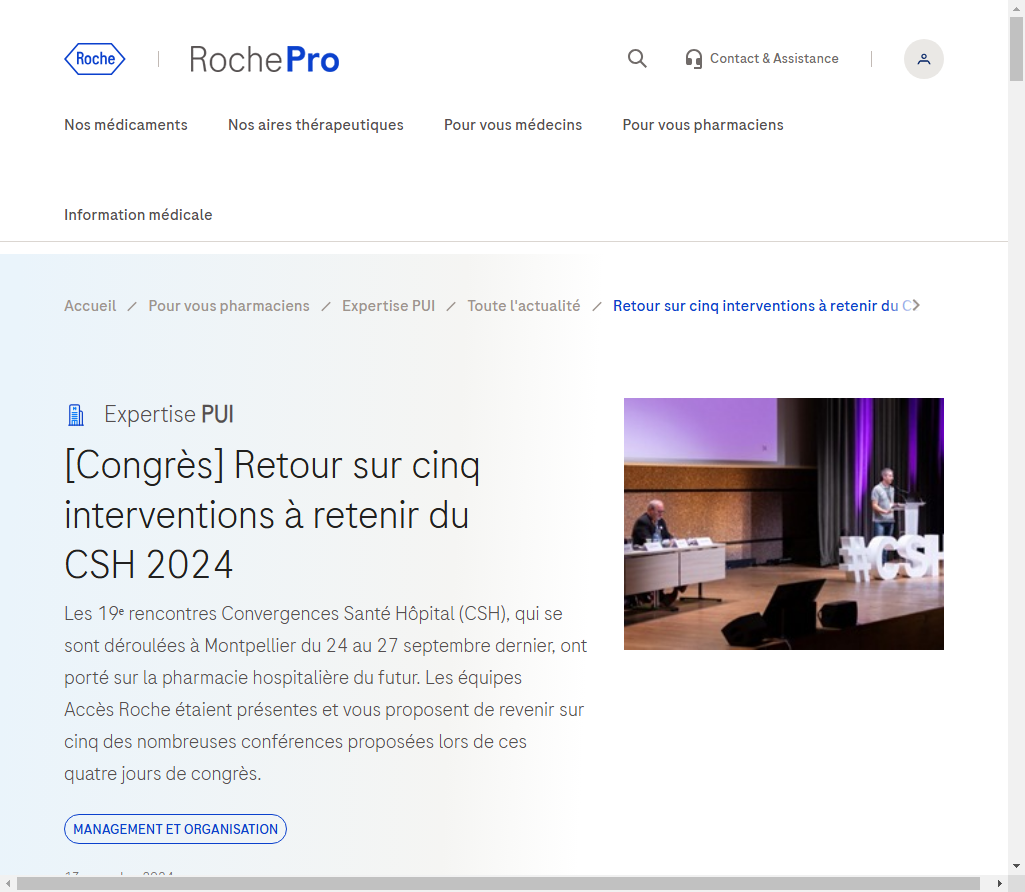 Roche
RochePro
Contact & Assistance
Nos médicaments
Nos aires thérapeutiques
Pour vous médecins
Pour vous pharmaciens
Information médicale
Accueil / Pour vous pharmaciens / Expertise PUI / Toute l'actualité / Retour sur cinq interventions à retenir du C
Expertise PUI
[Congrès] Retour sur cinq
interventions à retenir du
CSH 2024
#CSH
Les 19e rencontres Convergences Santé Hôpital (CSH), qui se
sont déroulées à Montpellier du 24 au 27 septembre dernier, ont
porté sur la pharmacie hospitalière du futur. Les équipes
Accès Roche étaient présentes et vous proposent de revenir sur
cinq des nombreuses conférences proposées lors de ces
quatre jours de congrès.
MANAGEMENT ET ORGANISATION